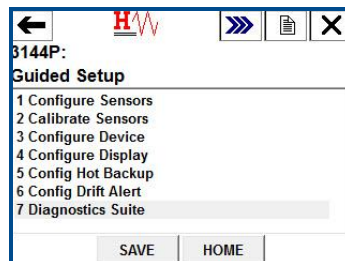 H
3144P:
Guided Setup
1 Configure Sensors
2 Calibrate Sensors
3 Configure Device
4 Configure Display
5 Config Hot Backup
6 Config Drift Alert
7 Diagnostics Suite
SAVE HOME